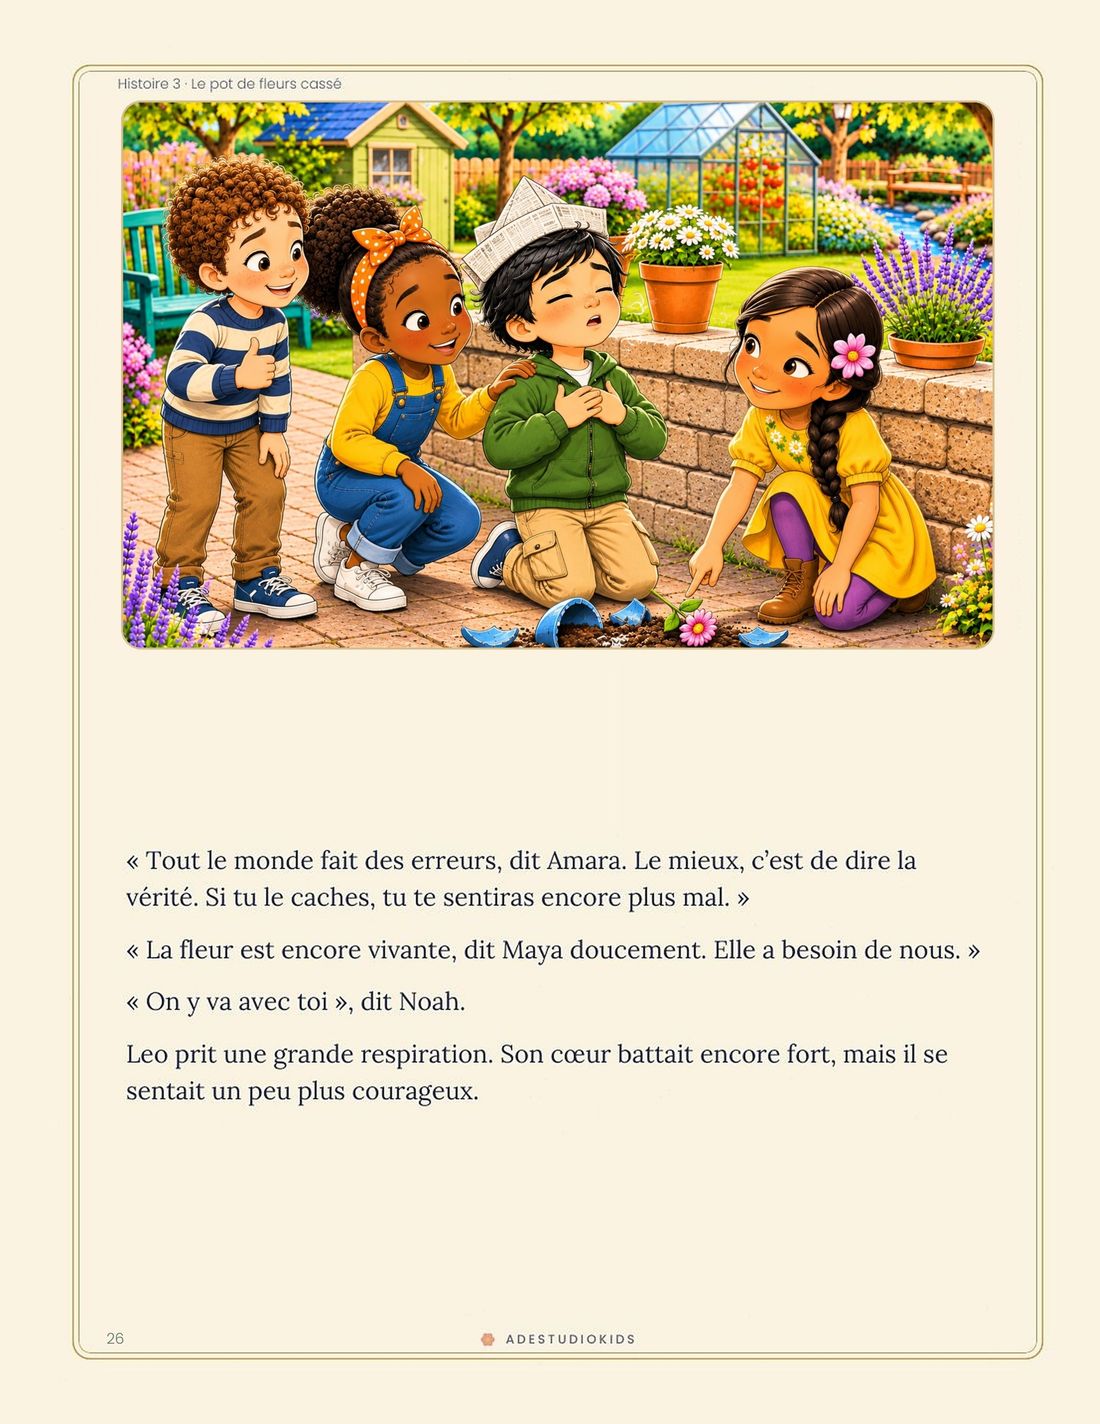 Histoire 3 · Le pot de fleurs cassé
« Tout le monde fait des erreurs, dit Amara. Le mieux, c’est de dire la
vérité. Si tu le caches, tu te sentiras encore plus mal. »
« La fleur est encore vivante, dit Maya doucement. Elle a besoin de nous. »
« On y va avec toi », dit Noah.
Leo prit une grande respiration. Son cœur battait encore fort, mais il se
sentait un peu plus courageux.
26
ADESTUDIOKIDS